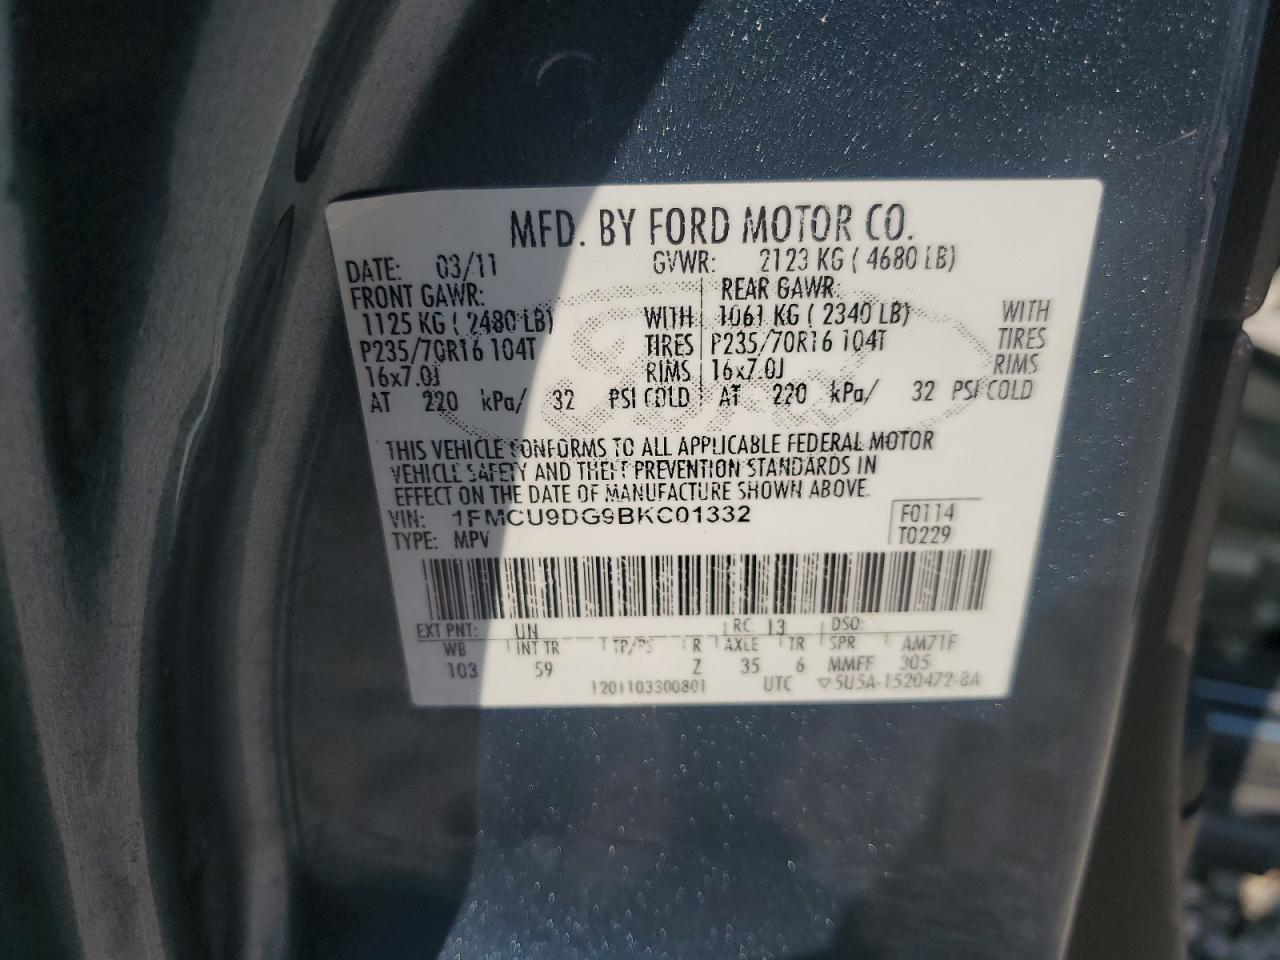 MFD. BY FORD MOTOR CO.
DATE: 03/11 GVWR: 2123 KG ( 4680 LB)
FRONT GAWR: REAR GAWR:
1125 KG ( 2480 LB) WITH 1061 KG ( 2340 LB) WITH
P235/70R16 104T TIRES P235/70R16 104T TIRES
16x7.0J RIMS 16x7.0J RIMS
AT 220 kPa/ 32 PSI COLD AT 220 kPa/ 32 PSI COLD
THIS VEHICLE CONFORMS TO ALL APPLICABLE FEDERAL MOTOR
VEHICLE SAFETY AND THEFT PREVENTION STANDARDS IN
EFFECT ON THE DATE OF MANUFACTURE SHOWN ABOVE.
VIN: 1FMCU9DG9BKC01332 F0114
TYPE: MPV T0229
EXT PNT: UN RC: 13 DSO:
WB INT TR TP/PS R AXLE TR SPR AM71F
103 59 Z 35 6 MMFF 305
1201103300801 UTC ▽5U5A-1520472-BA